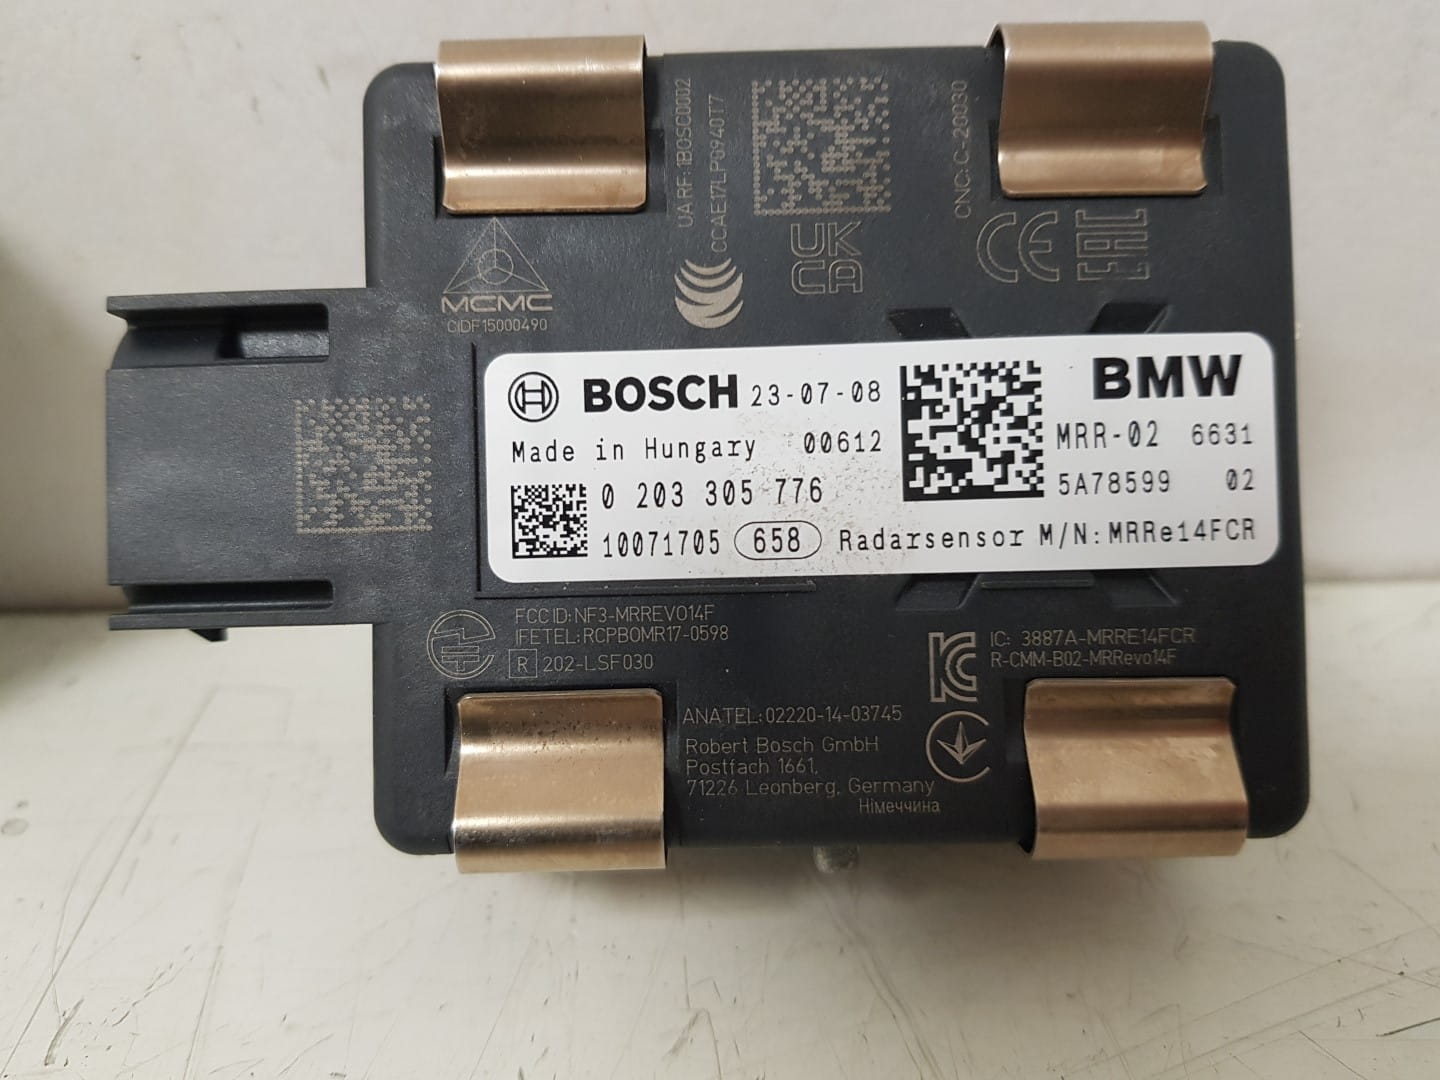 UA RF: 1BOSC0002
CCAE17LP0940T7
CNC: C-20030
MCMC
CIDF15000490
UK
CA
CE
EAC
BOSCH 23-07-08
BMW
Made in Hungary 00612
MRR-02 6631
0 203 305 776
5A78599 02
10071705 658 Radarsensor M/N:MRRe14FCR
FCC ID: NF3-MRREVO14F
IFETEL: RCPBOMR17-0598
R 202-LSF030
IC: 3887A-MRRE14FCR
R-CMM-B02-MRRevo14F
ANATEL: 02220-14-03745
Robert Bosch GmbH
Postfach 1661,
71226 Leonberg, Germany
Німеччина